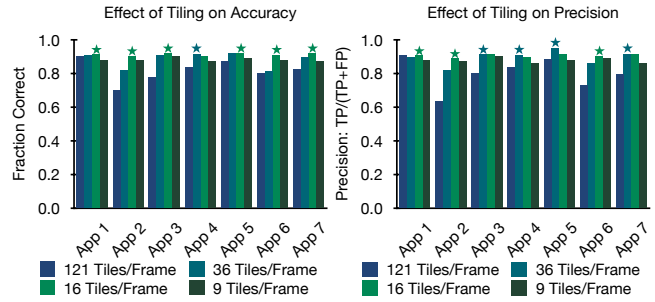 Effect of Tiling on Accuracy
Fraction Correct
1.0
0.8
0.6
0.4
0.2
0.0
App 1
App 2
App 3
App 4
App 5
App 6
App 7
121 Tiles/Frame
36 Tiles/Frame
16 Tiles/Frame
9 Tiles/Frame
Effect of Tiling on Precision
Precision: TP/(TP+FP)
1.0
0.8
0.6
0.4
0.2
0.0
App 1
App 2
App 3
App 4
App 5
App 6
App 7
121 Tiles/Frame
36 Tiles/Frame
16 Tiles/Frame
9 Tiles/Frame